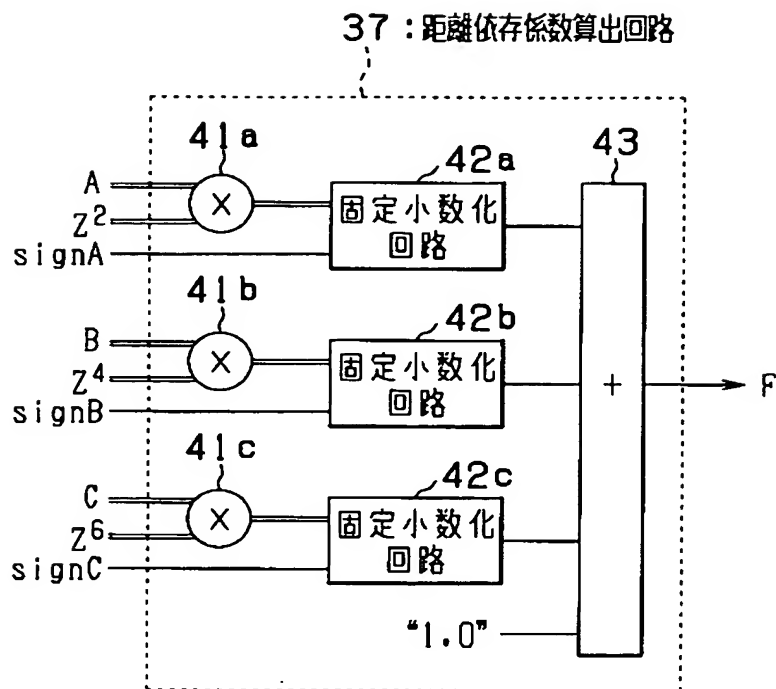 37:距離依存係数算出回路
41a
42a
43
A
Z²
signA
×
固定小数化
回路
41b
42b
B
Z⁴
signB
×
固定小数化
回路
+
F
41c
42c
C
Z⁶
signC
×
固定小数化
回路
“1.0”